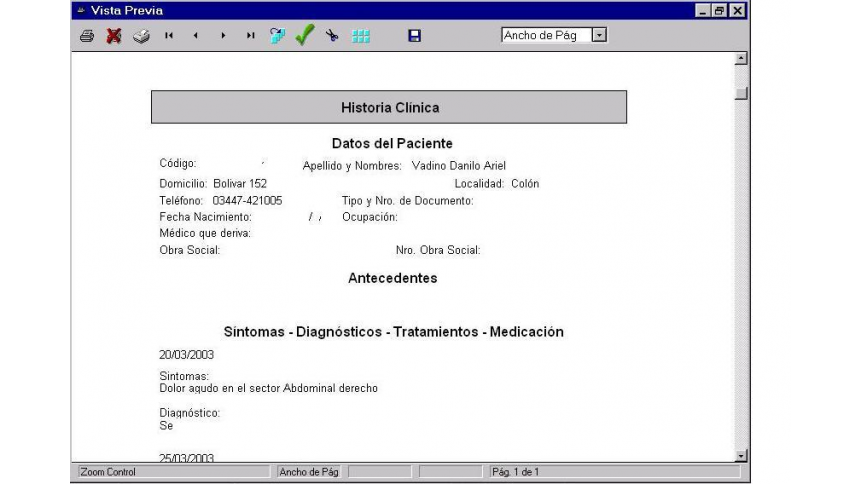 Vista Previa
Ancho de Pág
Historia Clínica
Datos del Paciente
Código:
Apellido y Nombres: Vadino Danilo Ariel
Domicilio: Bolivar 152 Localidad: Colón
Teléfono: 03447-421005 Tipo y Nro. de Documento:
Fecha Nacimiento: / / Ocupación:
Médico que deriva:
Obra Social: Nro. Obra Social:
Antecedentes
Síntomas - Diagnósticos - Tratamientos - Medicación
20/03/2003
Sintomas:
Dolor agudo en el sector Abdominal derecho
Diagnóstico:
Se
25/03/2003
Zoom Control Ancho de Pág Pág. 1 de 1